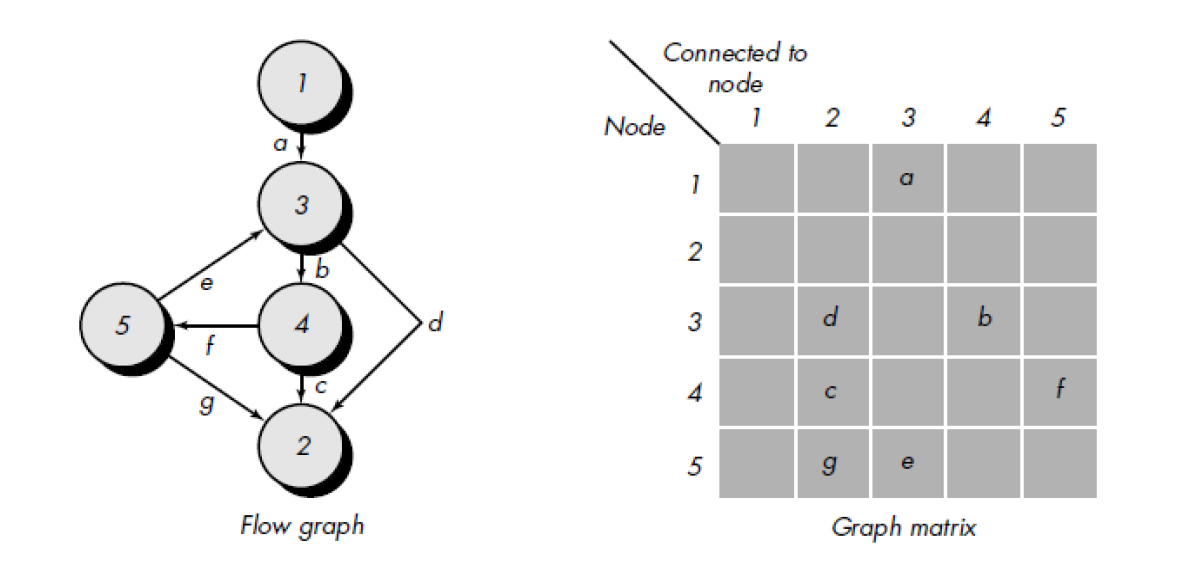 1
a
3
b
e
5
4
d
f
c
g
2
Flow graph
Connected to
node
Node
1 2 3 4 5
1 a
2
3 d b
4 c f
5 g e
Graph matrix